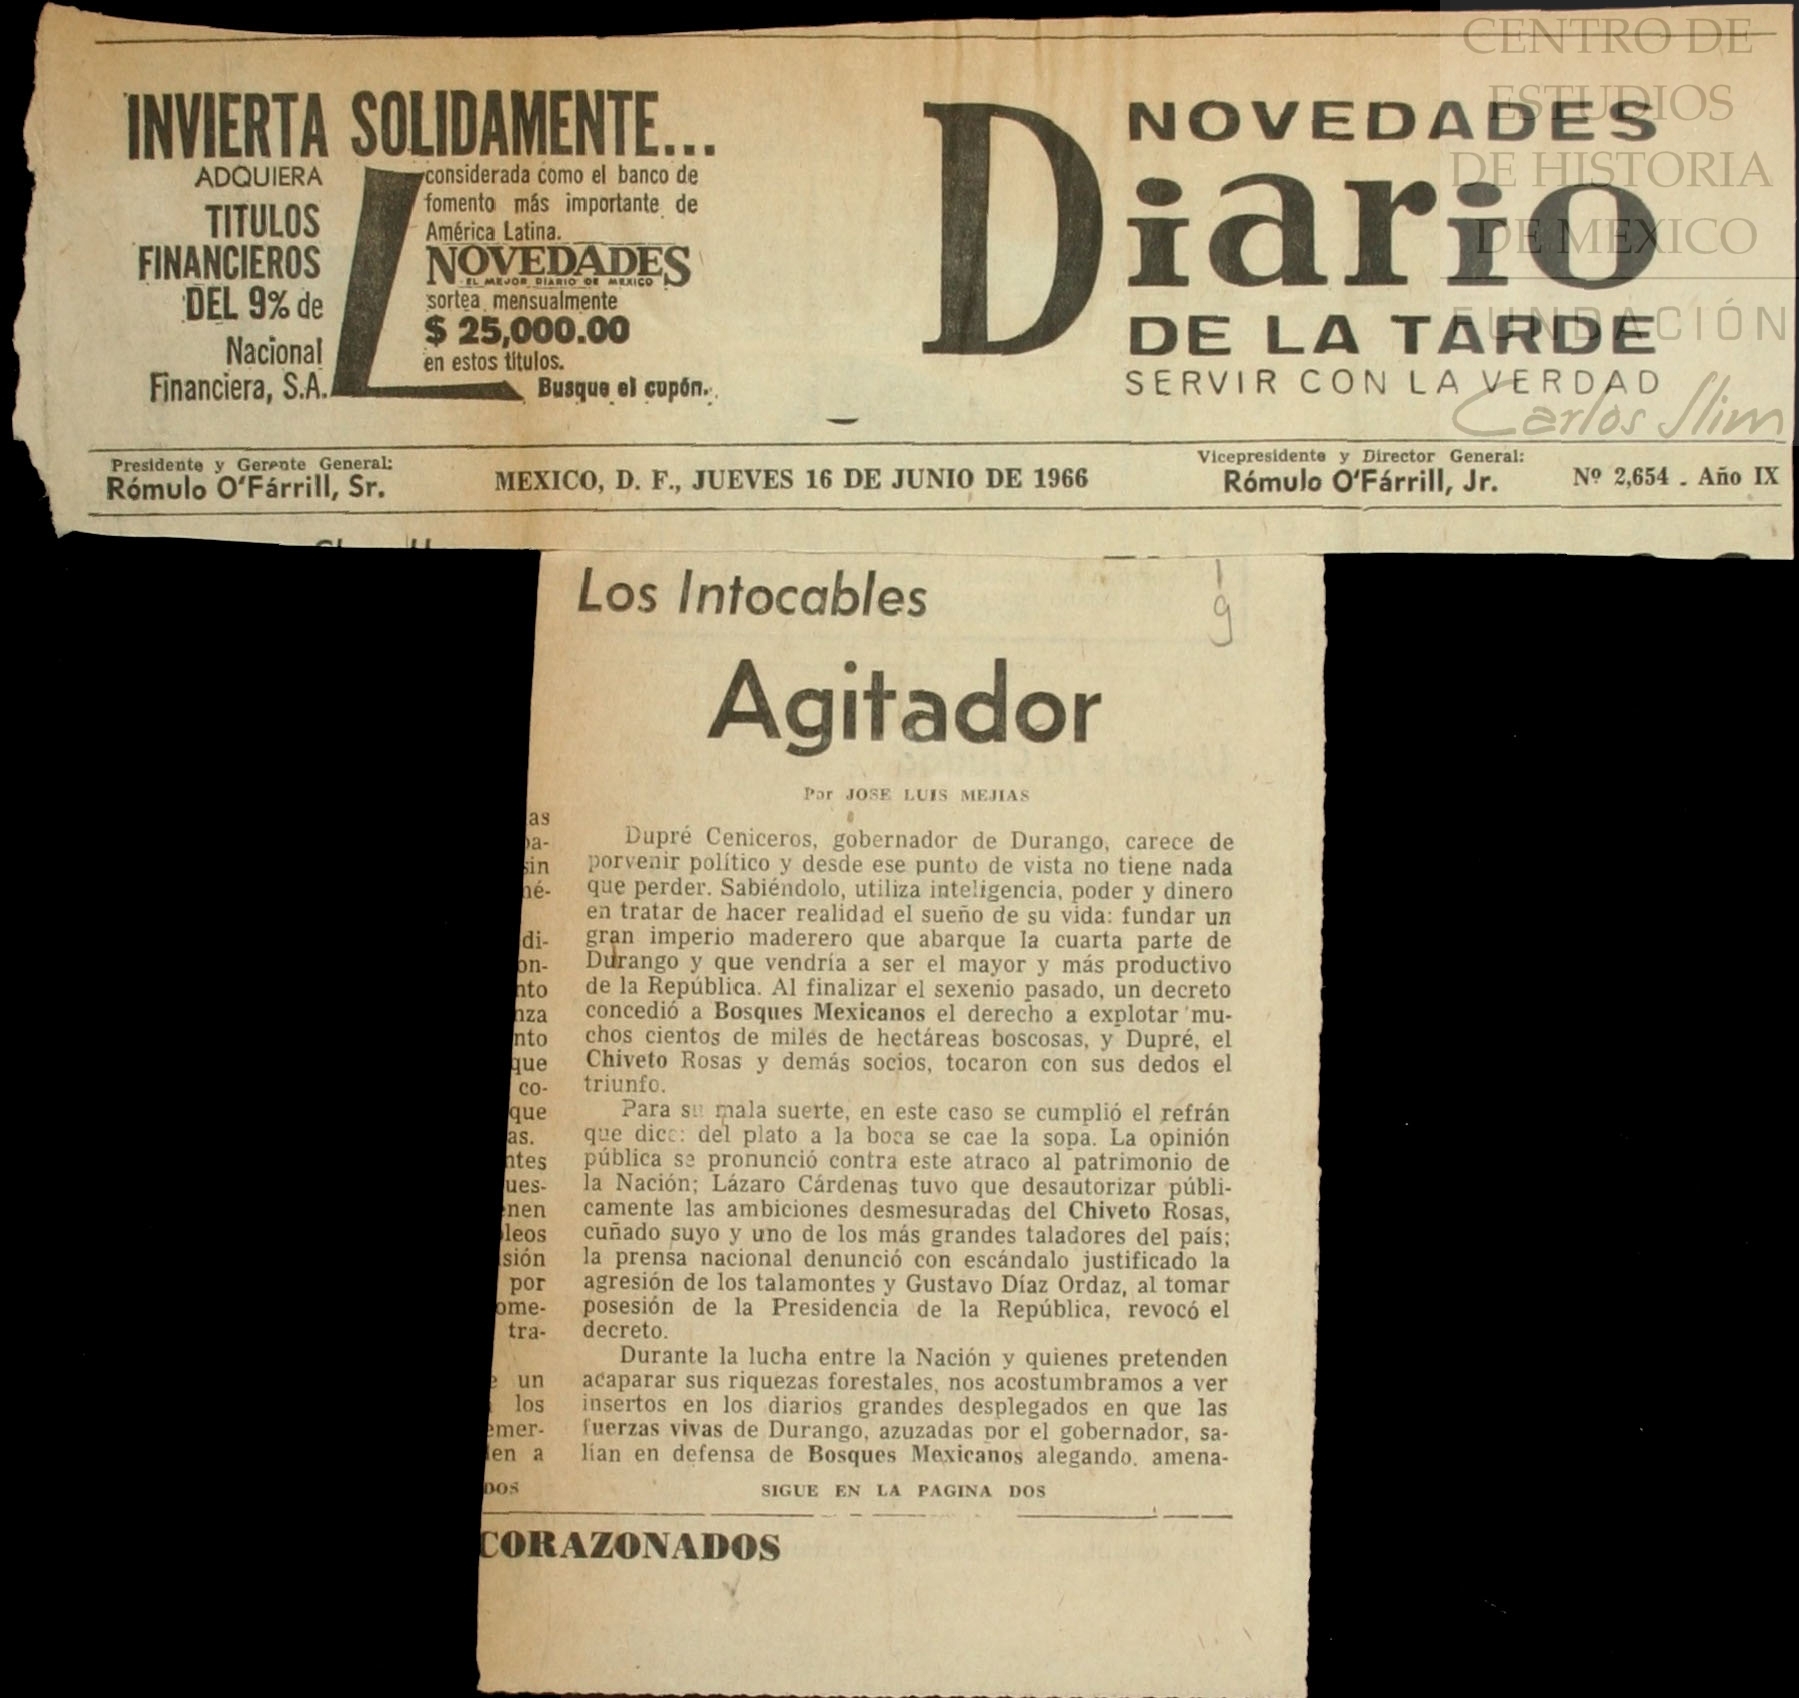 INVIERTA SOLIDAMENTE...
ADQUIERA
TITULOS
FINANCIEROS
DEL 9% de
Nacional
Financiera, S.A.
considerada como el banco de
fomento más importante de
América Latina.
NOVEDADES
EL MEJOR DIARIO DE MEXICO
sortea mensualmente
$ 25,000.00
en estos títulos.
Busque el cupón.
NOVEDADES
Diario
DE LA TARDE
SERVIR CON LA VERDAD
CENTRO DE
ESTUDIOS
DE HISTORIA
DE MEXICO
FUNDACIÓN
Carlos Slim
Presidente y Gerente General:
Rómulo O'Fárrill, Sr.
MEXICO, D. F., JUEVES 16 DE JUNIO DE 1966
Vicepresidente y Director General:
Rómulo O'Fárrill, Jr.
Nº 2,654 - Año IX
Los Intocables
9
Agitador
Por JOSE LUIS MEJIAS
Dupré Ceniceros, gobernador de Durango, carece de
porvenir político y desde ese punto de vista no tiene nada
que perder. Sabiéndolo, utiliza inteligencia, poder y dinero
en tratar de hacer realidad el sueño de su vida: fundar un
gran imperio maderero que abarque la cuarta parte de
Durango y que vendría a ser el mayor y más productivo
de la República. Al finalizar el sexenio pasado, un decreto
concedió a Bosques Mexicanos el derecho a explotar mu-
chos cientos de miles de hectáreas boscosas, y Dupré, el
Chiveto Rosas y demás socios, tocaron con sus dedos el
triunfo.
Para su mala suerte, en este caso se cumplió el refrán
que dice: del plato a la boca se cae la sopa. La opinión
pública se pronunció contra este atraco al patrimonio de
la Nación; Lázaro Cárdenas tuvo que desautorizar públi-
camente las ambiciones desmesuradas del Chiveto Rosas,
cuñado suyo y uno de los más grandes taladores del país;
la prensa nacional denunció con escándalo justificado la
agresión de los talamontes y Gustavo Díaz Ordaz, al tomar
posesión de la Presidencia de la República, revocó el
decreto.
Durante la lucha entre la Nación y quienes pretenden
acaparar sus riquezas forestales, nos acostumbramos a ver
insertos en los diarios grandes desplegados en que las
fuerzas vivas de Durango, azuzadas por el gobernador, sa-
lían en defensa de Bosques Mexicanos alegando, amena-
SIGUE EN LA PAGINA DOS
CORAZONADOS